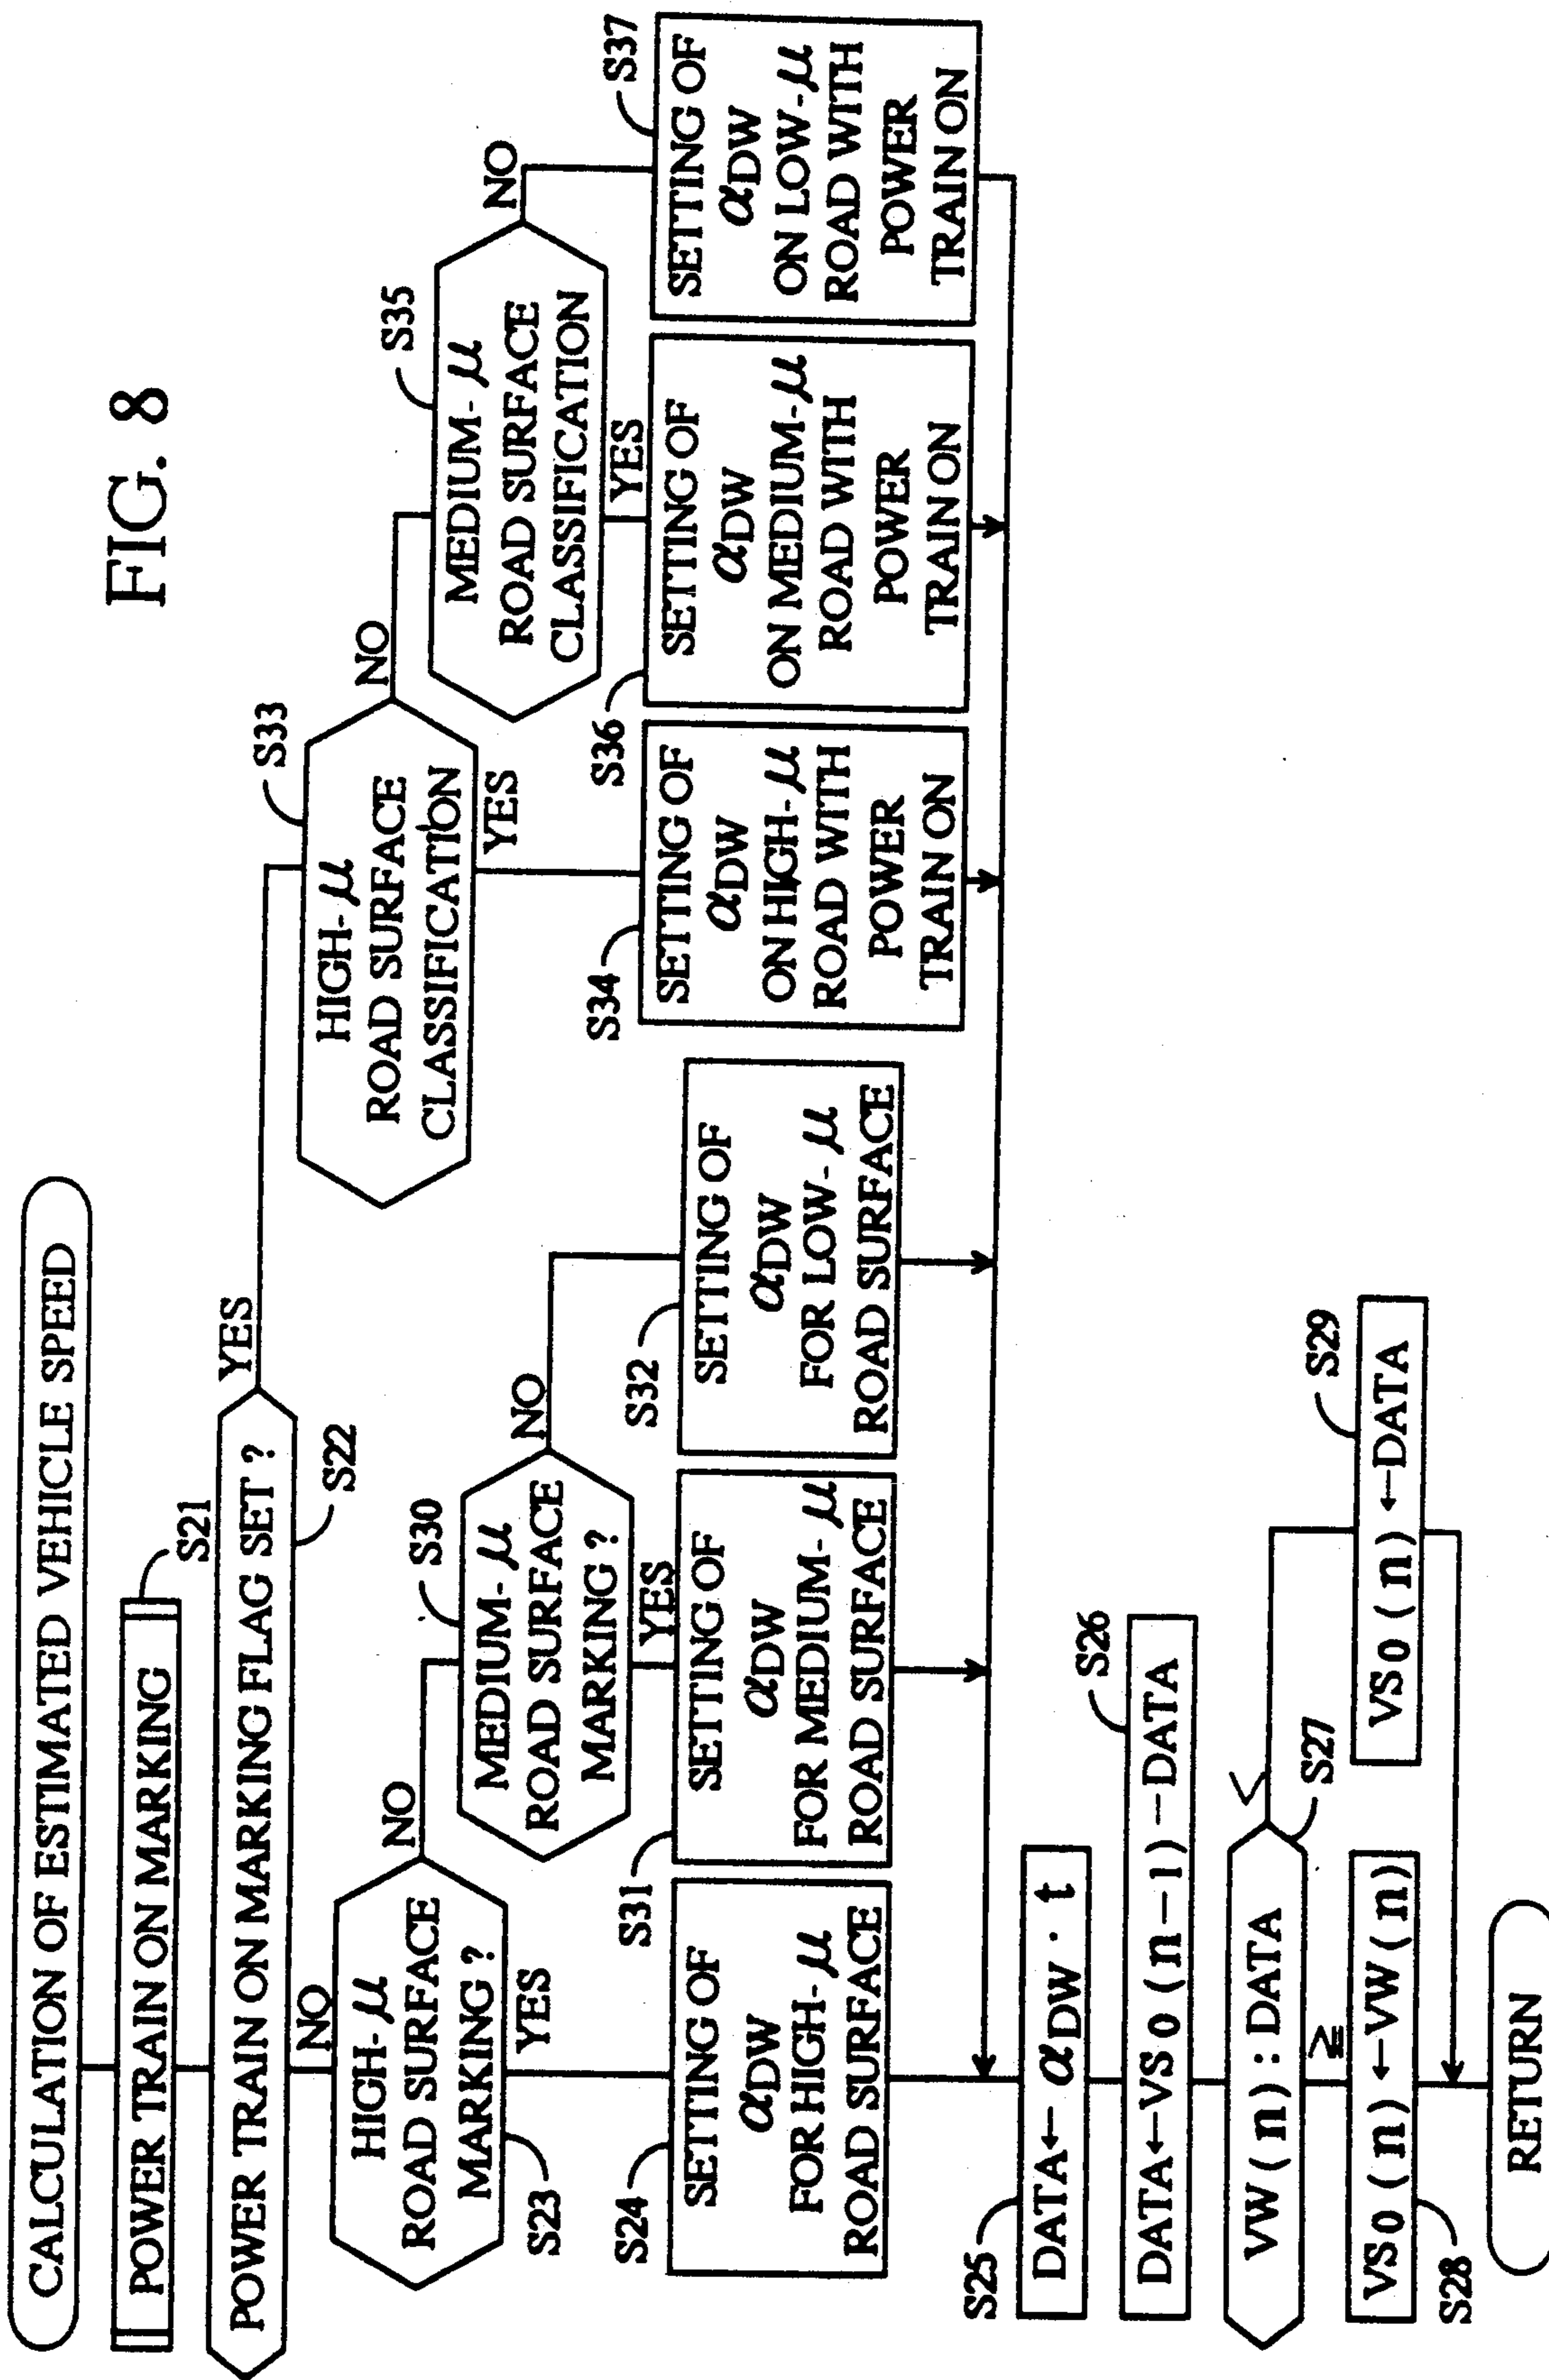 FIG. 8
CALCULATION OF ESTIMATED VEHICLE SPEED
POWER TRAIN ON MARKING
S21
POWER TRAIN ON MARKING FLAG SET ?
S22
YES
NO
HIGH-μ
ROAD SURFACE
MARKING ?
S23
NO
YES
MEDIUM-μ
ROAD SURFACE
MARKING ?
S30
NO
YES
HIGH-μ
ROAD SURFACE
CLASSIFICATION
S33
NO
YES
MEDIUM-μ
ROAD SURFACE
CLASSIFICATION
S35
NO
YES
S24
SETTING OF
αDW
FOR HIGH-μ
ROAD SURFACE
S31
SETTING OF
αDW
FOR MEDIUM-μ
ROAD SURFACE
S32
SETTING OF
αDW
FOR LOW-μ
ROAD SURFACE
S34
SETTING OF
αDW
ON HIGH-μ
ROAD WITH
POWER
TRAIN ON
S36
SETTING OF
αDW
ON MEDIUM-μ
ROAD WITH
POWER
TRAIN ON
S37
SETTING OF
αDW
ON LOW-μ
ROAD WITH
POWER
TRAIN ON
S25
DATA← αDW · t
S26
DATA←VS0(n-1)-DATA
VW(n):DATA
S27
<
≧
VS0(n)←VW(n)
S28
VS0(n)←DATA
S29
RETURN